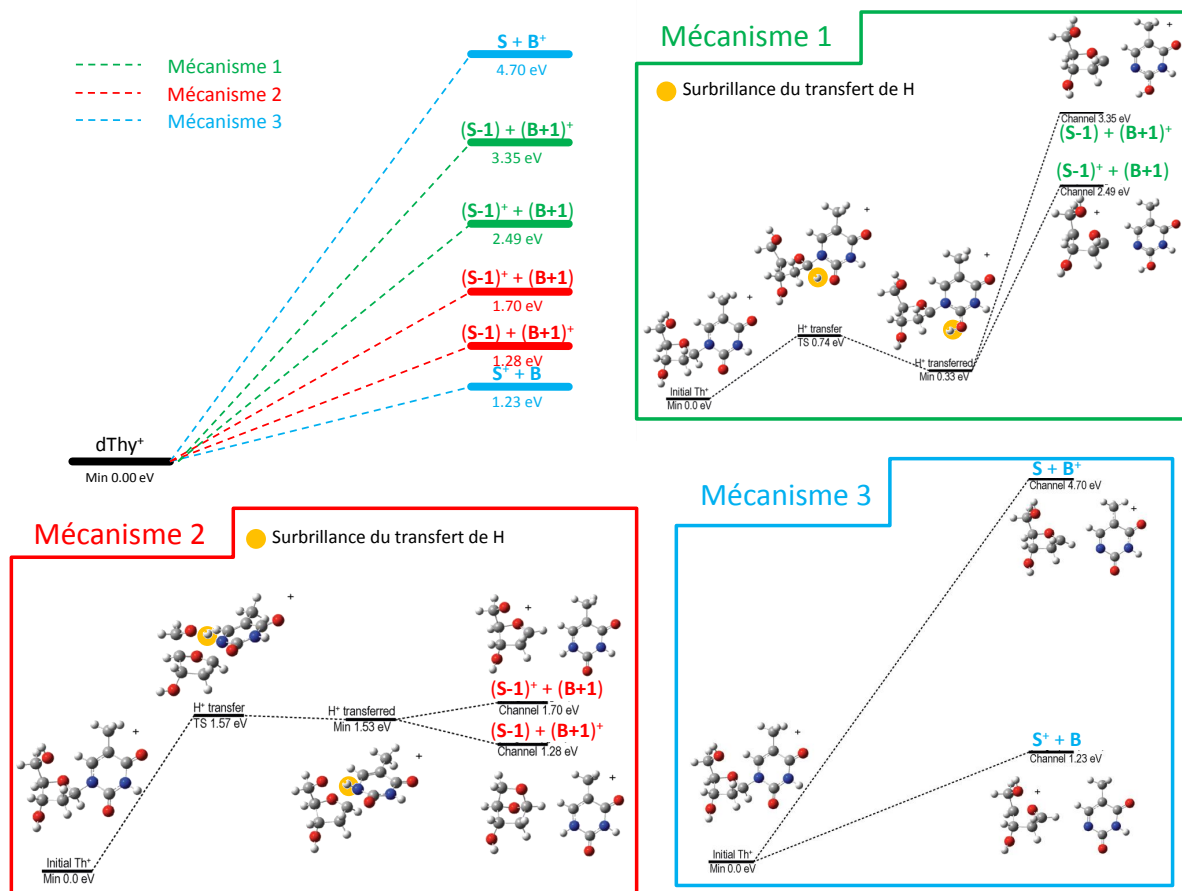 Mécanisme 1
Mécanisme 2
Mécanisme 3
S + B⁺
4.70 eV
(S-1) + (B+1)⁺
3.35 eV
(S-1)⁺ + (B+1)
2.49 eV
(S-1)⁺ + (B+1)
1.70 eV
(S-1) + (B+1)⁺
1.28 eV
S⁺ + B
1.23 eV
dThy⁺
Min 0.00 eV
Mécanisme 1
Surbrillance du transfert de H
+
Channel 3.35 eV
(S-1) + (B+1)⁺
(S-1)⁺ + (B+1)
Channel 2.49 eV
+
+
H⁺ transfer
TS 0.74 eV
+
H⁺ transferred
Min 0.33 eV
+
Initial Th⁺
Min 0.0 eV
Mécanisme 2
Surbrillance du transfert de H
+
H⁺ transfer
TS 1.57 eV
H⁺ transferred
Min 1.53 eV
+
+
(S-1)⁺ + (B+1)
Channel 1.70 eV
(S-1) + (B+1)⁺
Channel 1.28 eV
+
+
Initial Th⁺
Min 0.0 eV
Mécanisme 3
S + B⁺
Channel 4.70 eV
+
S⁺ + B
Channel 1.23 eV
+
+
Initial Th⁺
Min 0.0 eV